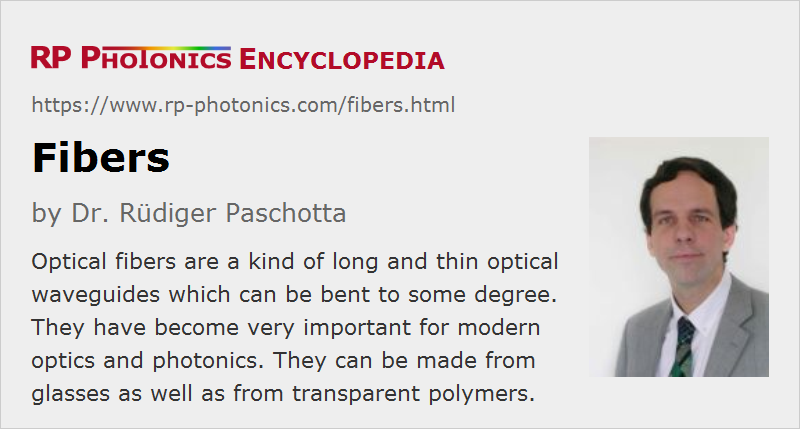 RP PHOTONICS ENCYCLOPEDIA
https://www.rp-photonics.com/fibers.html
Fibers
by Dr. Rüdiger Paschotta
Optical fibers are a kind of long and thin optical
waveguides which can be bent to some degree.
They have become very important for modern
optics and photonics. They can be made from
glasses as well as from transparent polymers.